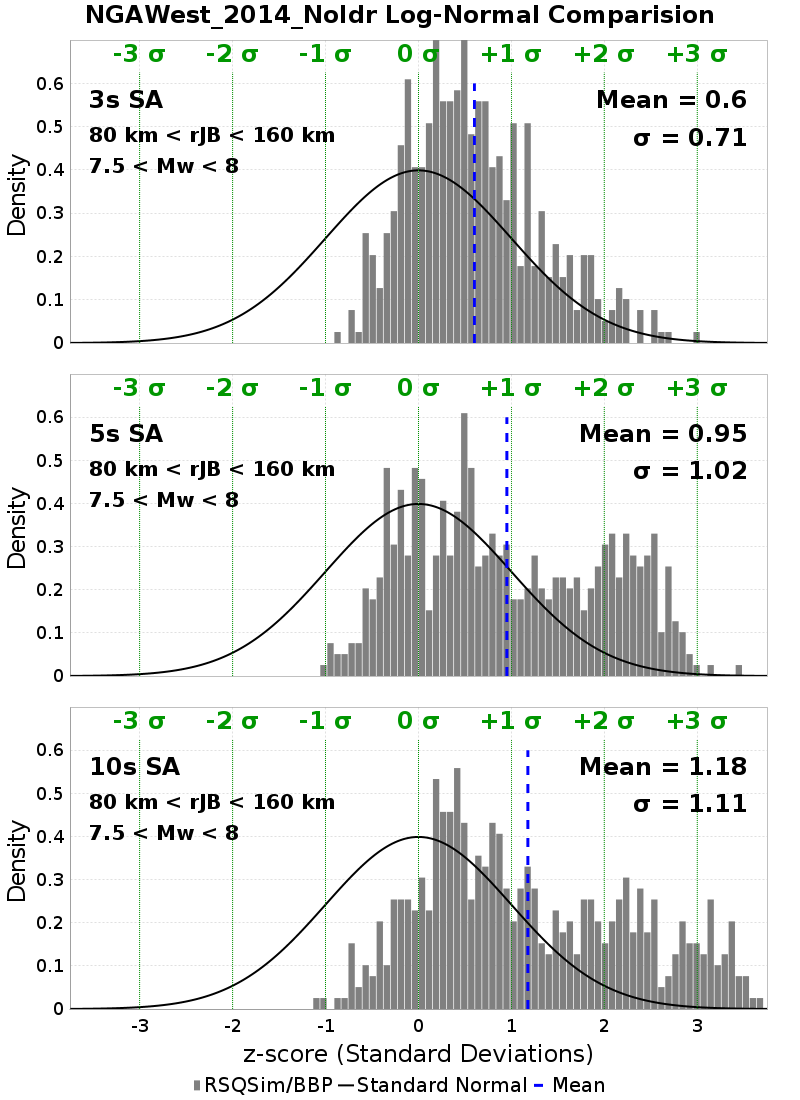 NGAWest_2014_NoIdr Log-Normal Comparision
-3 σ -2 σ -1 σ 0 σ +1 σ +2 σ +3 σ
3s SA
Mean = 0.6
80 km < rJB < 160 km
σ = 0.71
7.5 < Mw < 8
Density
0.6
0.5
0.4
0.3
0.2
0.1
0
-3 σ -2 σ -1 σ 0 σ +1 σ +2 σ +3 σ
5s SA
Mean = 0.95
80 km < rJB < 160 km
σ = 1.02
7.5 < Mw < 8
Density
0.6
0.5
0.4
0.3
0.2
0.1
0
-3 σ -2 σ -1 σ 0 σ +1 σ +2 σ +3 σ
10s SA
Mean = 1.18
80 km < rJB < 160 km
σ = 1.11
7.5 < Mw < 8
Density
0.6
0.5
0.4
0.3
0.2
0.1
0
-3 -2 -1 0 1 2 3
z-score (Standard Deviations)
RSQSim/BBP Standard Normal Mean